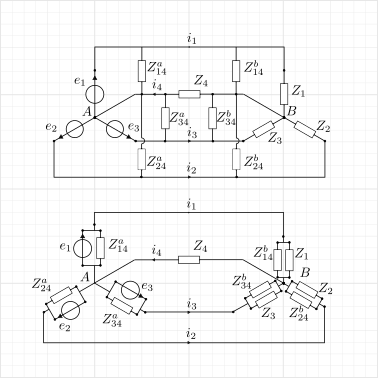 i_1
e_1 Z_{14}^a Z_{14}^b
i_4 Z_4 Z_1
A Z_{34}^a Z_{34}^b B
e_2 e_3 i_3 Z_3 Z_2
Z_{24}^a Z_{24}^b
i_2
i_1
e_1 Z_{14}^a i_4 Z_4 Z_{14}^b Z_1
A B
Z_{24}^a e_3 Z_{34}^b Z_2
e_2 Z_{34}^a i_3 Z_3 Z_{24}^b
i_2